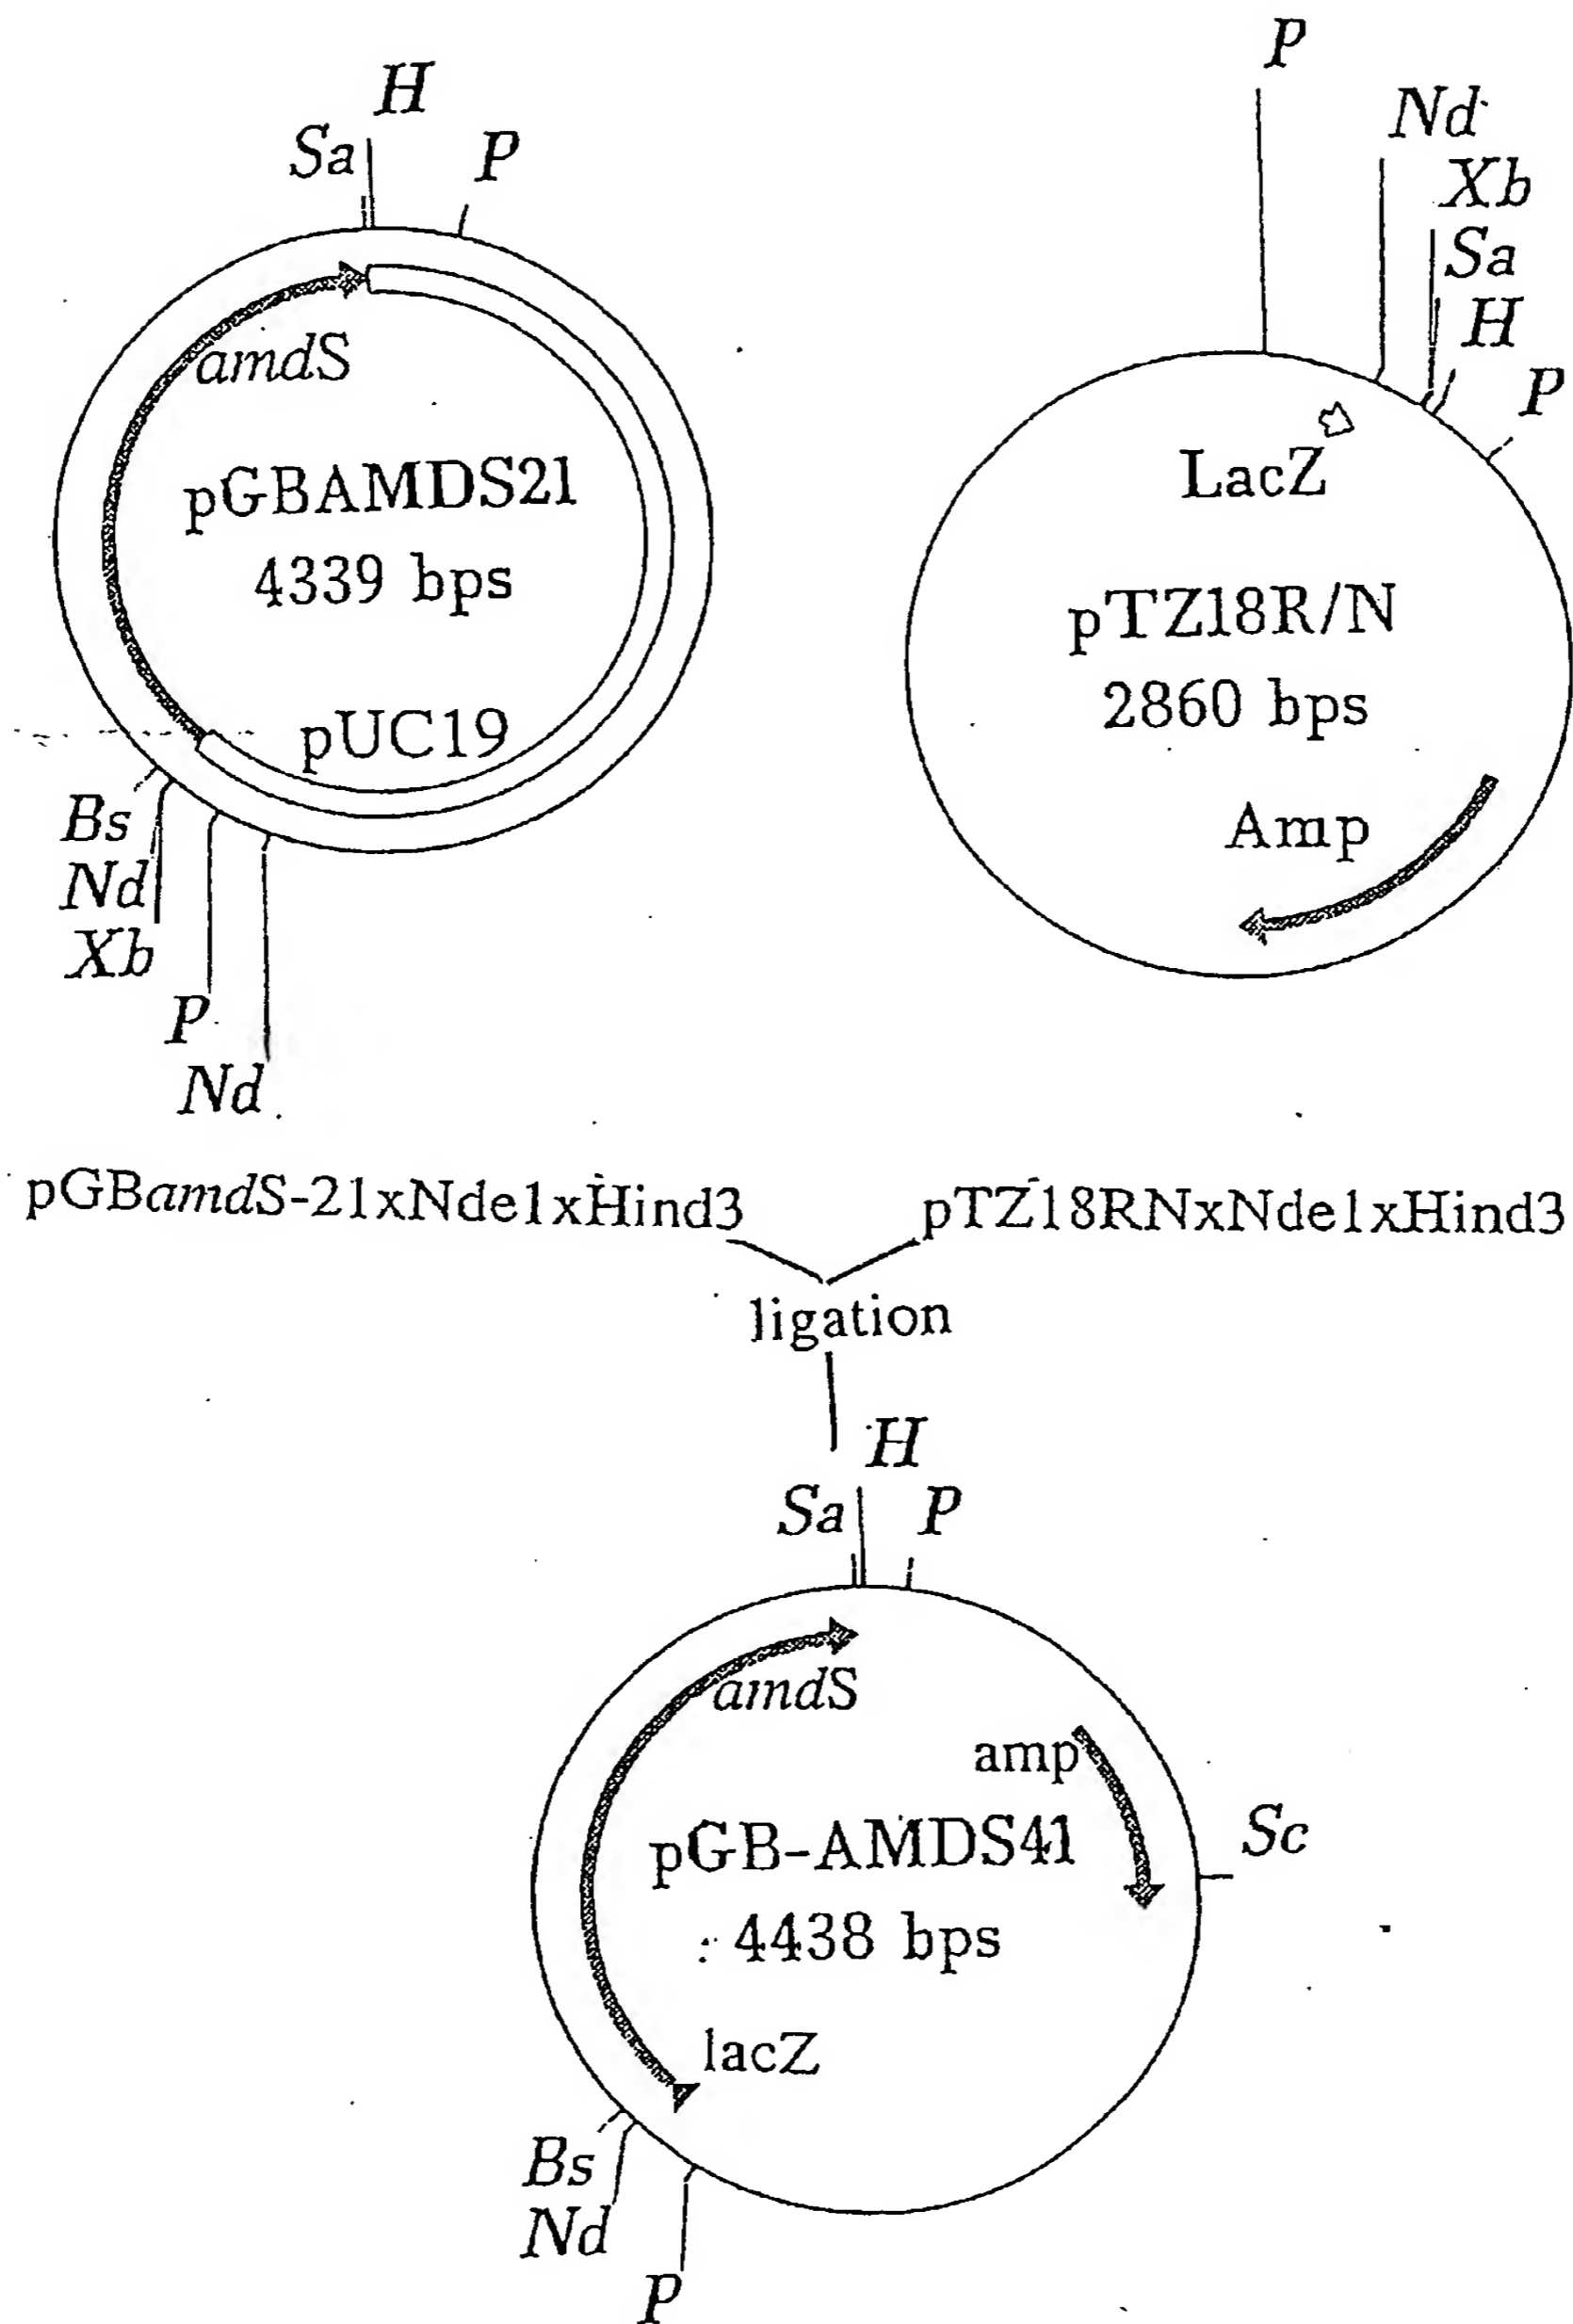 H
Sa
P
amdS
pGBAMDS21
4339 bps
pUC19
Bs
Nd
Xb
P
Nd
P
Nd
Xb
Sa
H
P
LacZ
pTZ18R/N
2860 bps
Amp
pGBamdS-21xNde1xHind3
pTZ18RNxNde1xHind3
ligation
H
Sa
P
amdS
amp
Sc
pGB-AMDS41
4438 bps
lacZ
Bs
Nd
P